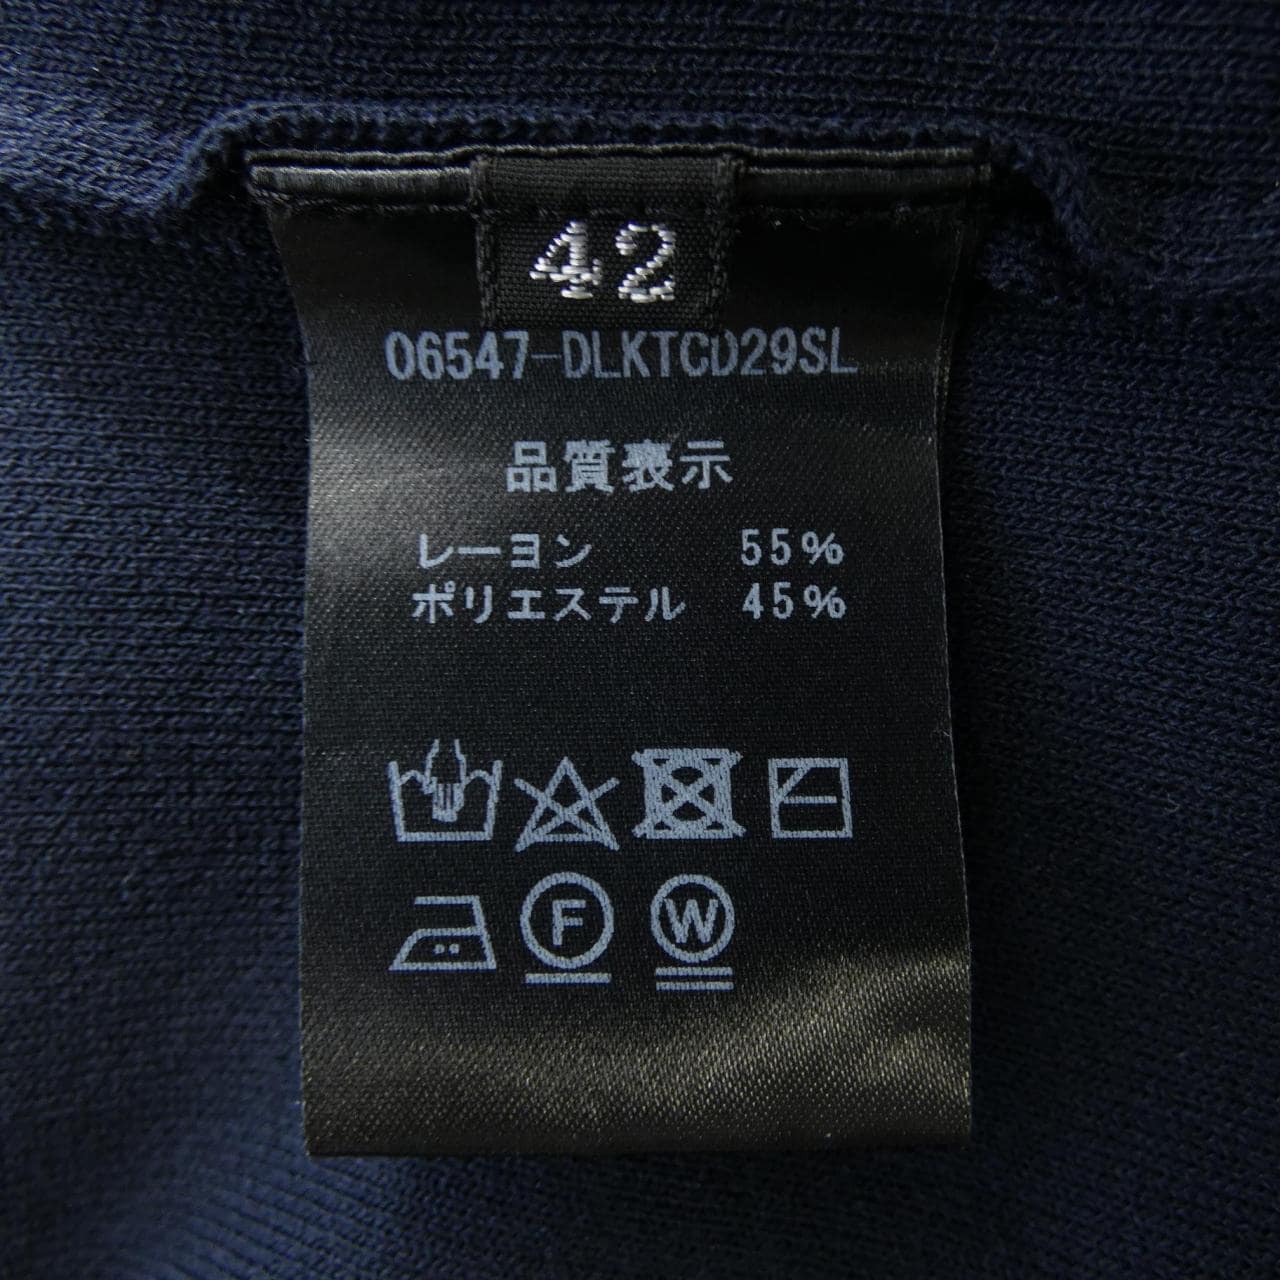 42
06547-DLKTCD29SL
品質表示
レーヨン 55%
ポリエステル 45%
F W